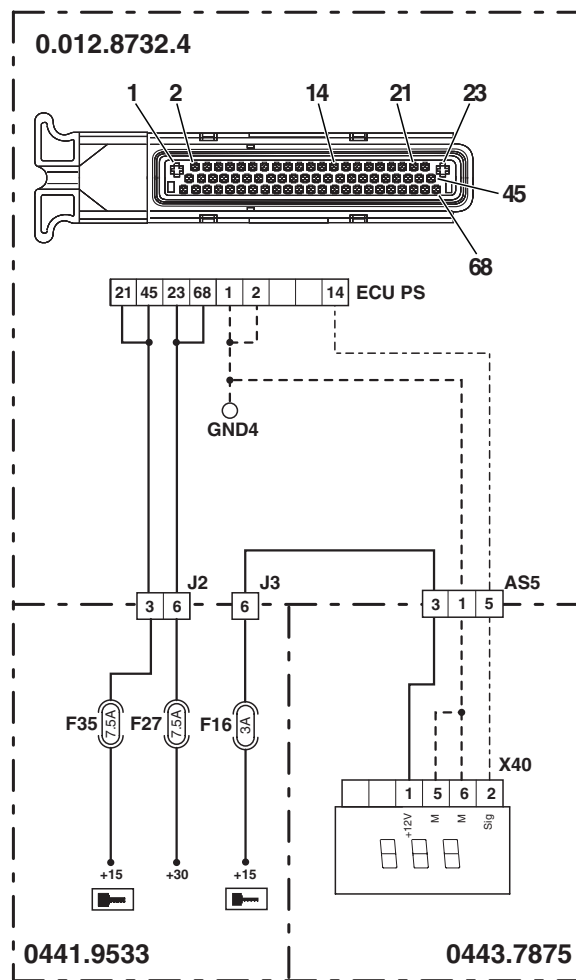 0.012.8732.4
1 2 14 21 23
45
68
21 45 23 68 1 2 14 ECU PS
GND4
J2 J3 AS5
3 6 6 3 1 5
F35 7.5A F27 7.5A F16 3A
X40
1 5 6 2
+12V M M Sig
+15 +30 +15
0441.9533 0443.7875